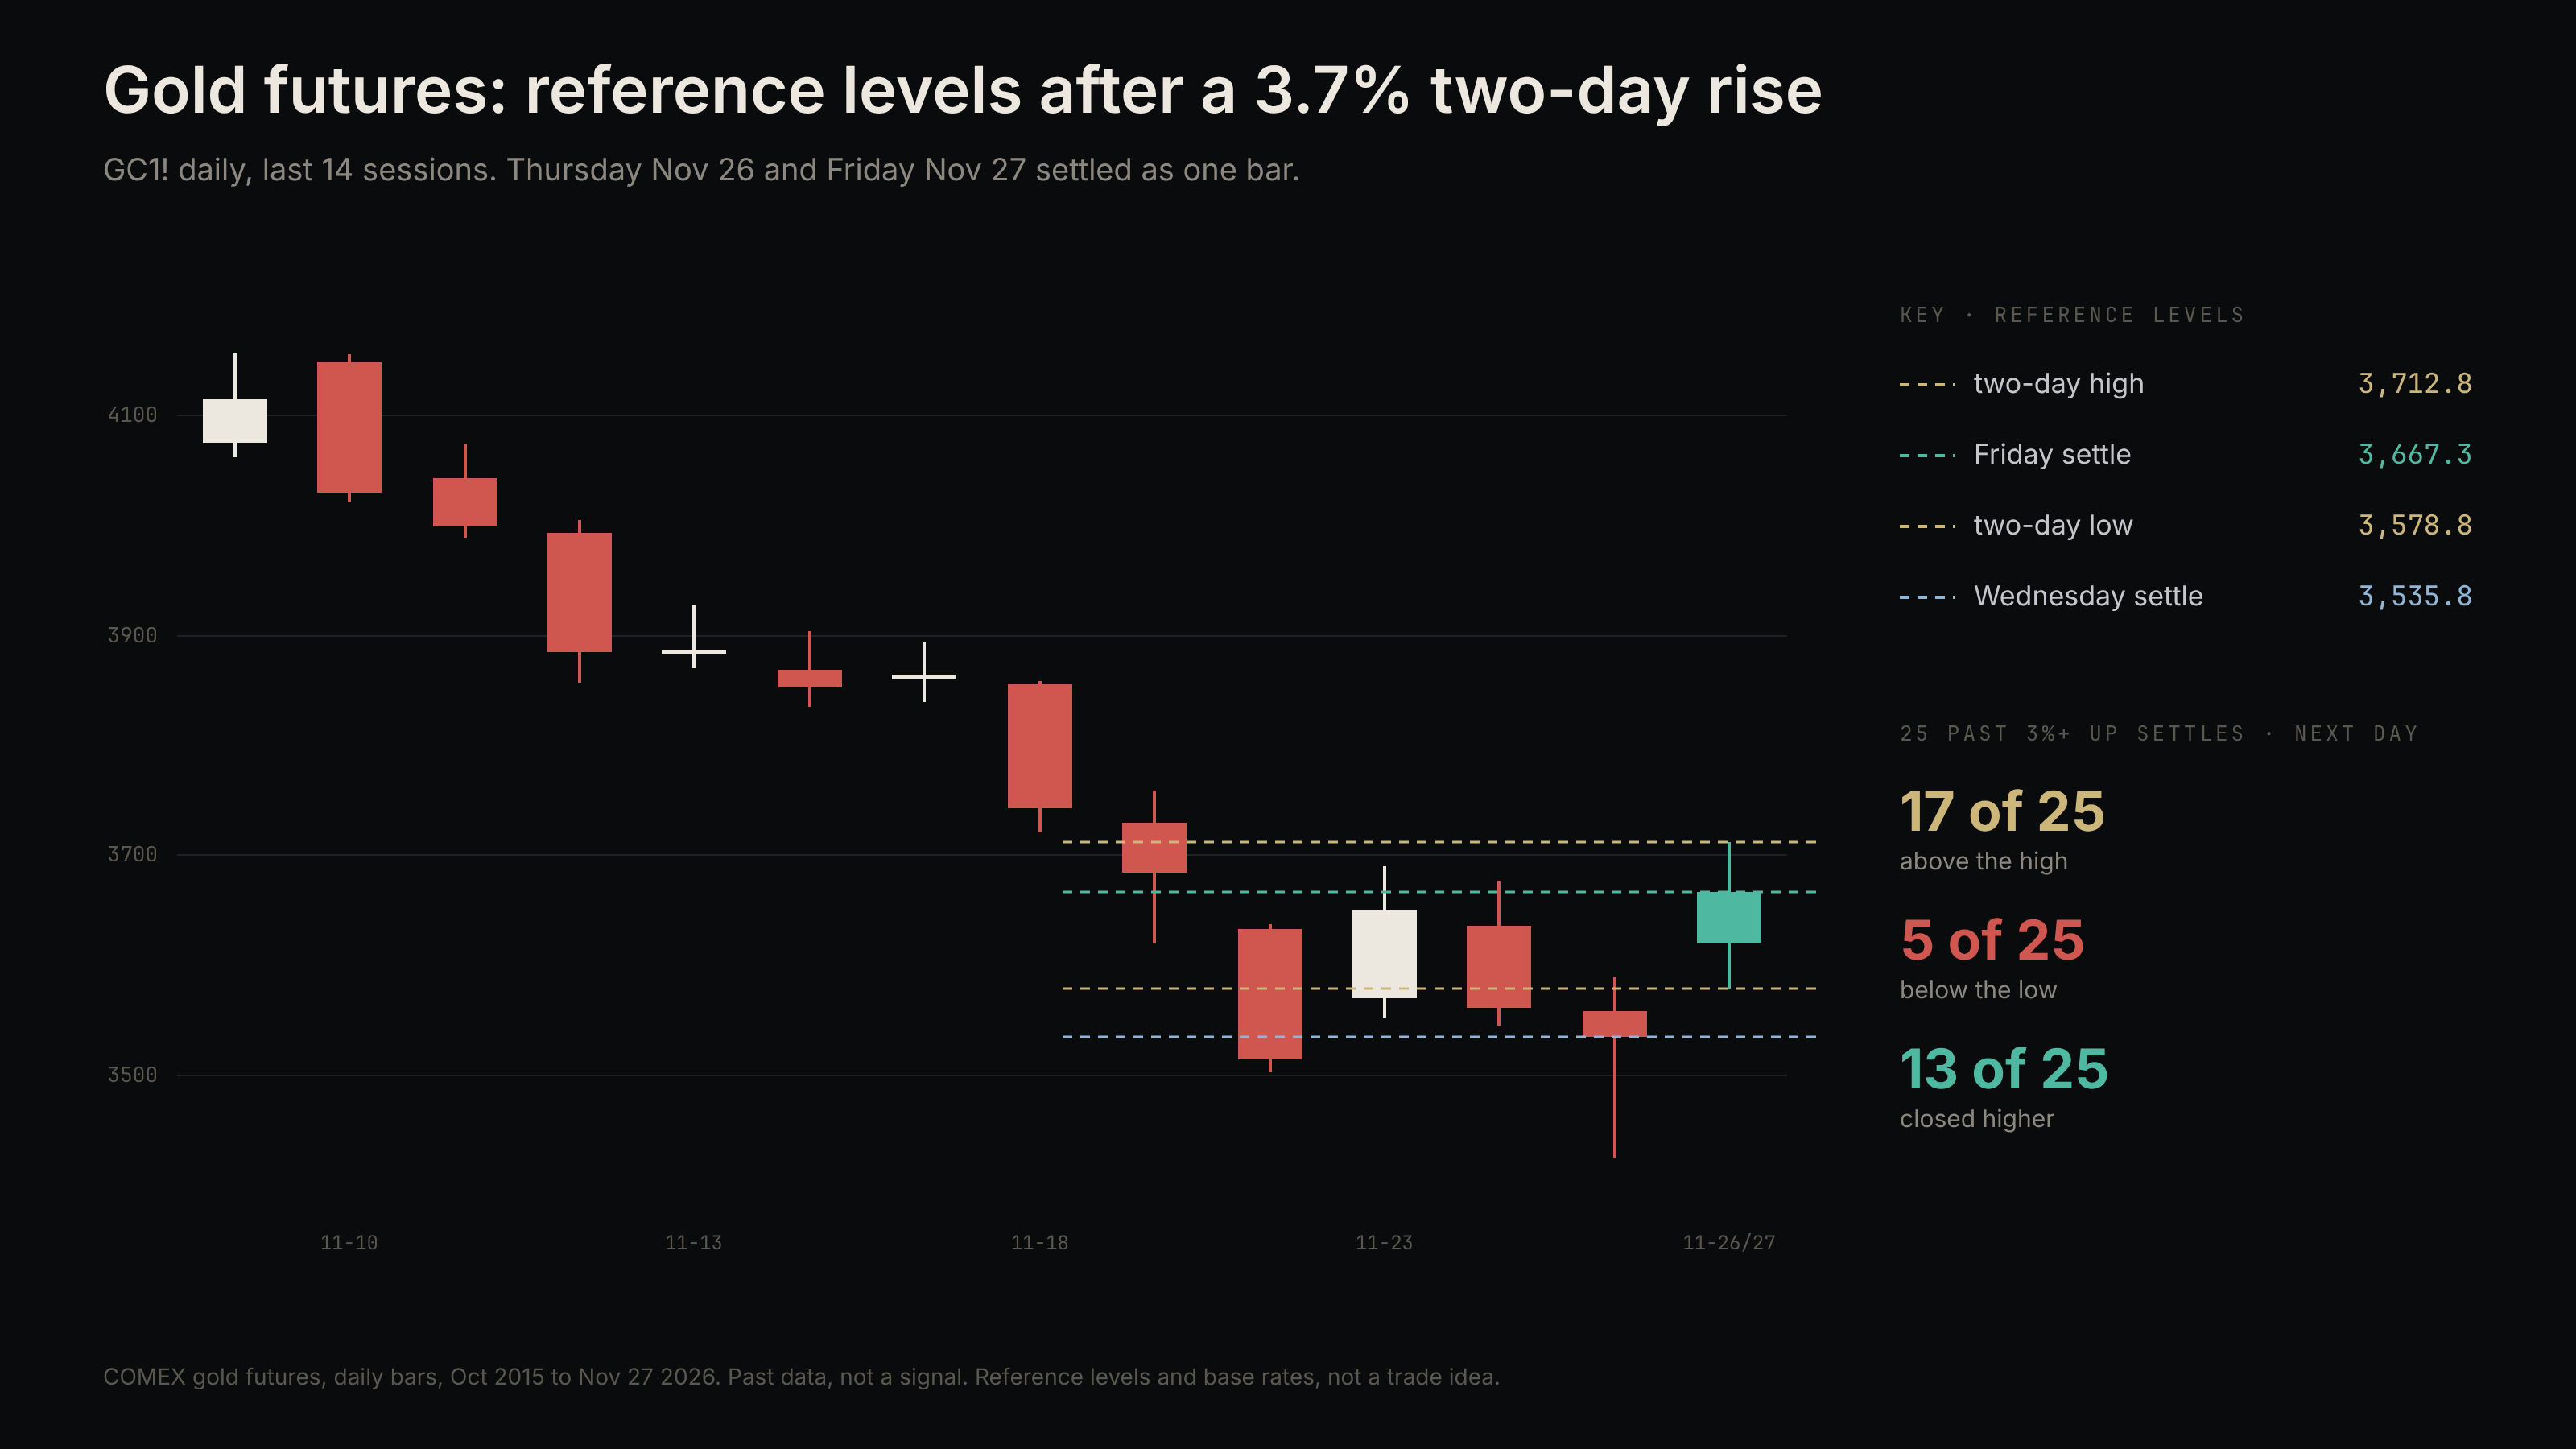 Gold futures: reference levels after a 3.7% two-day rise
GC1! daily, last 14 sessions. Thursday Nov 26 and Friday Nov 27 settled as one bar.
4100
3900
3700
3500
11-10
11-13
11-18
11-23
11-26/27
KEY · REFERENCE LEVELS
two-day high 3,712.8
Friday settle 3,667.3
two-day low 3,578.8
Wednesday settle 3,535.8
25 PAST 3%+ UP SETTLES · NEXT DAY
17 of 25
above the high
5 of 25
below the low
13 of 25
closed higher
COMEX gold futures, daily bars, Oct 2015 to Nov 27 2026. Past data, not a signal. Reference levels and base rates, not a trade idea.